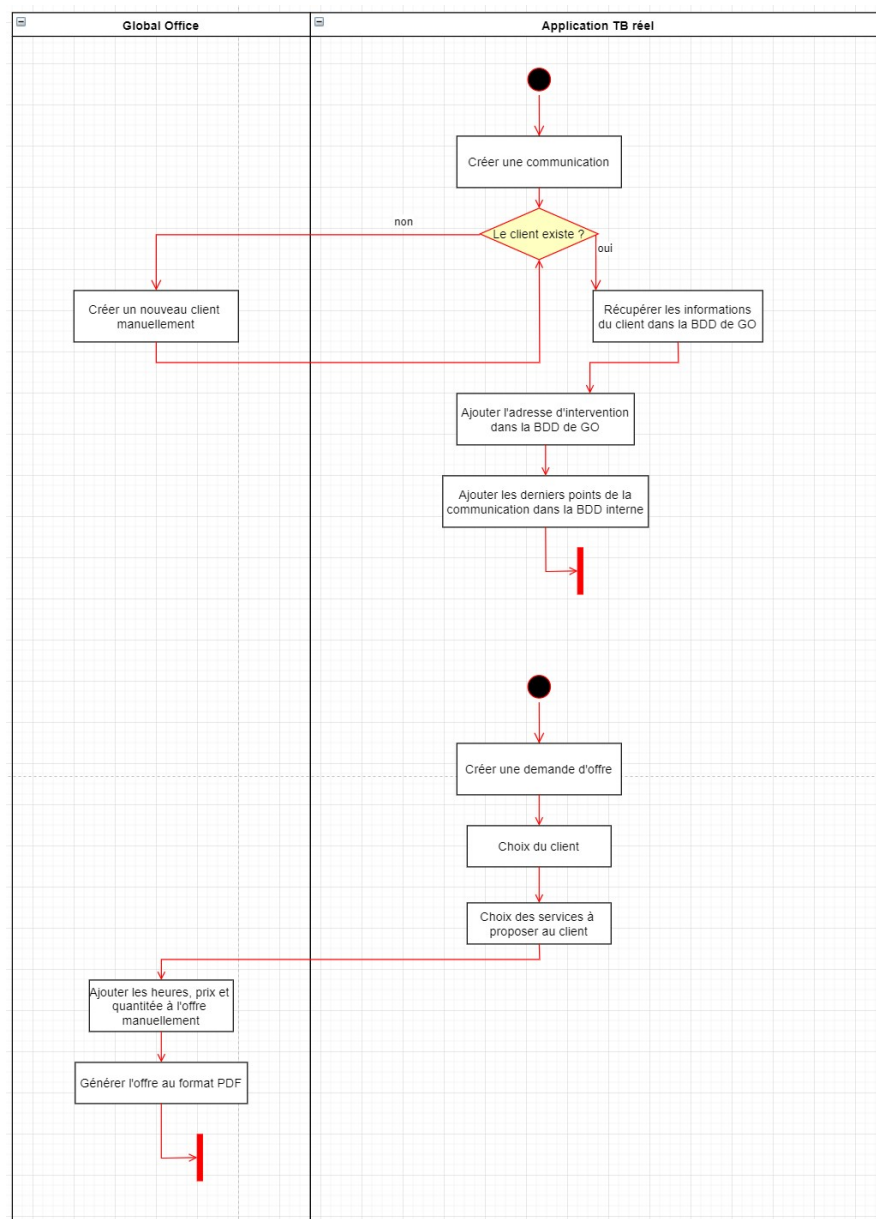 Global Office
Application TB réel
Créer une communication
Le client existe ?
non
oui
Créer un nouveau client
manuellement
Récupérer les informations
du client dans la BDD de GO
Ajouter l'adresse d'intervention
dans la BDD de GO
Ajouter les derniers points de la
communication dans la BDD interne
Créer une demande d'offre
Choix du client
Choix des services à
proposer au client
Ajouter les heures, prix et
quantitée à l'offre
manuellement
Générer l'offre au format PDF